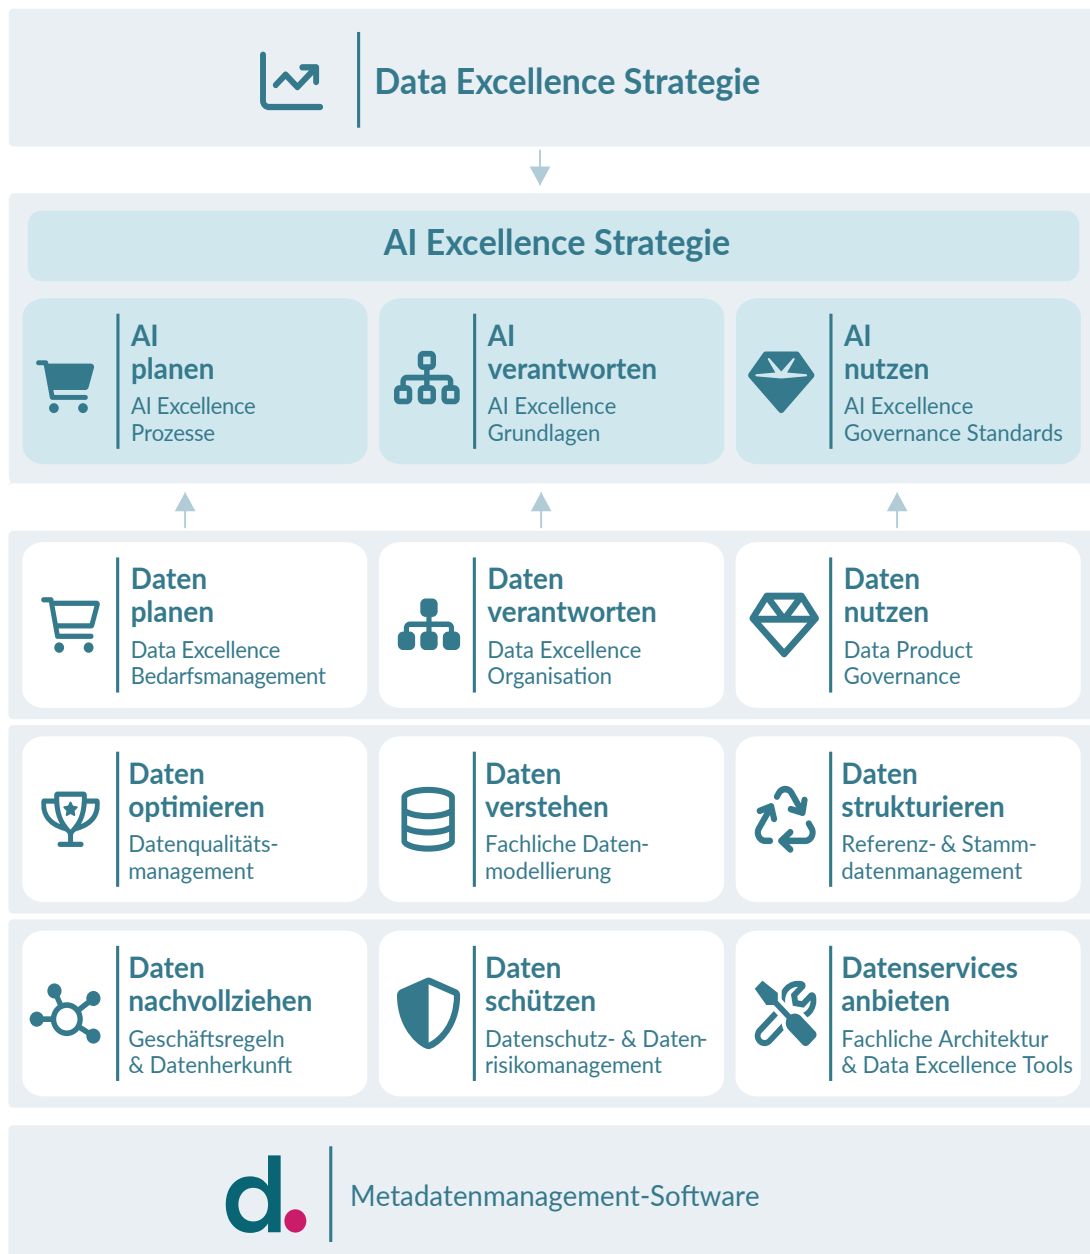 Data Excellence Strategie
AI Excellence Strategie
AI
planen
AI Excellence
Prozesse
AI
verantworten
AI Excellence
Grundlagen
AI
nutzen
AI Excellence
Governance Standards
Daten
planen
Data Excellence
Bedarfsmanagement
Daten
verantworten
Data Excellence
Organisation
Daten
nutzen
Data Product
Governance
Daten
optimieren
Datenqualitäts-
management
Daten
verstehen
Fachliche Daten-
modellierung
Daten
strukturieren
Referenz- & Stamm-
datenmanagement
Daten
nachvollziehen
Geschäftsregeln
& Datenherkunft
Daten
schützen
Datenschutz- & Daten-
risikomanagement
Datenservices
anbieten
Fachliche Architektur
& Data Excellence Tools
d.
Metadatenmanagement-Software